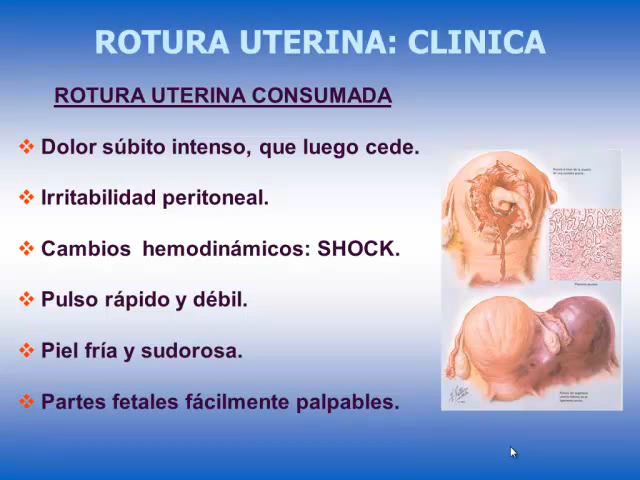 ROTURA UTERINA: CLINICA
ROTURA UTERINA CONSUMADA
Dolor súbito intenso, que luego cede.
Irritabilidad peritoneal.
Cambios hemodinámicos: SHOCK.
Pulso rápido y débil.
Piel fría y sudorosa.
Partes fetales fácilmente palpables.